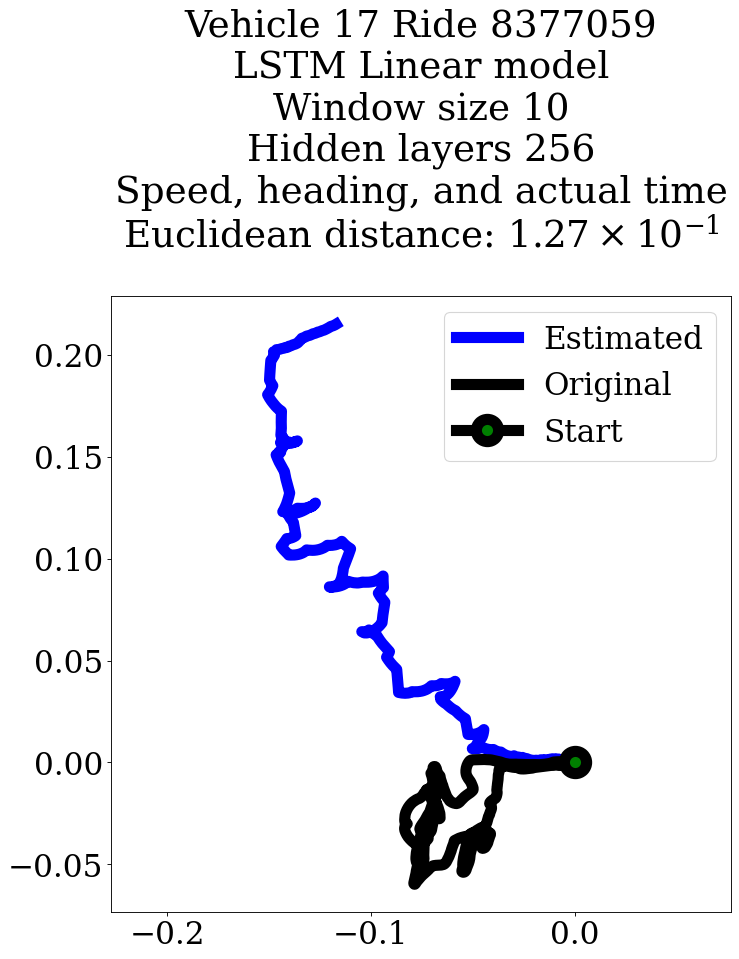 Vehicle 17 Ride 8377059
LSTM Linear model
Window size 10
Hidden layers 256
Speed, heading, and actual time
Euclidean distance: 1.27 × 10⁻¹
Estimated
Original
Start
0.20
0.15
0.10
0.05
0.00
−0.05
−0.2
−0.1
0.0